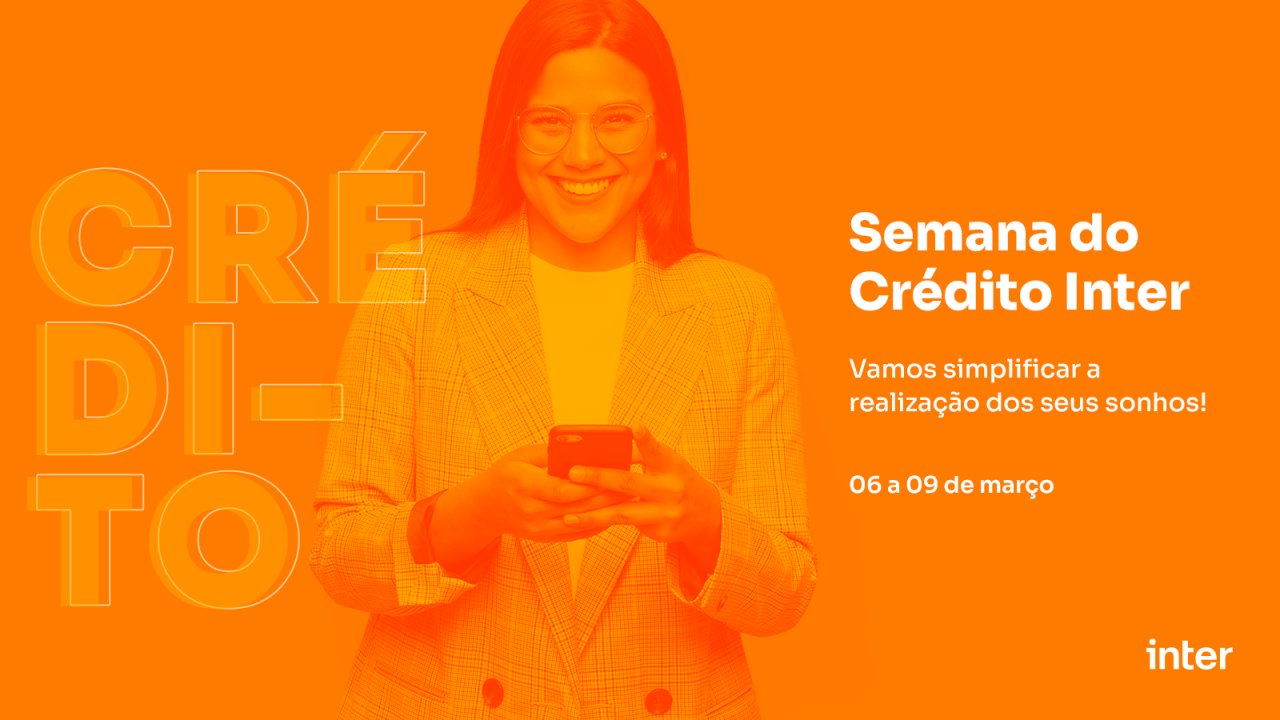 CRÉ
DI-
TO
Semana do
Crédito Inter
Vamos simplificar a
realização dos seus sonhos!
06 a 09 de março
inter